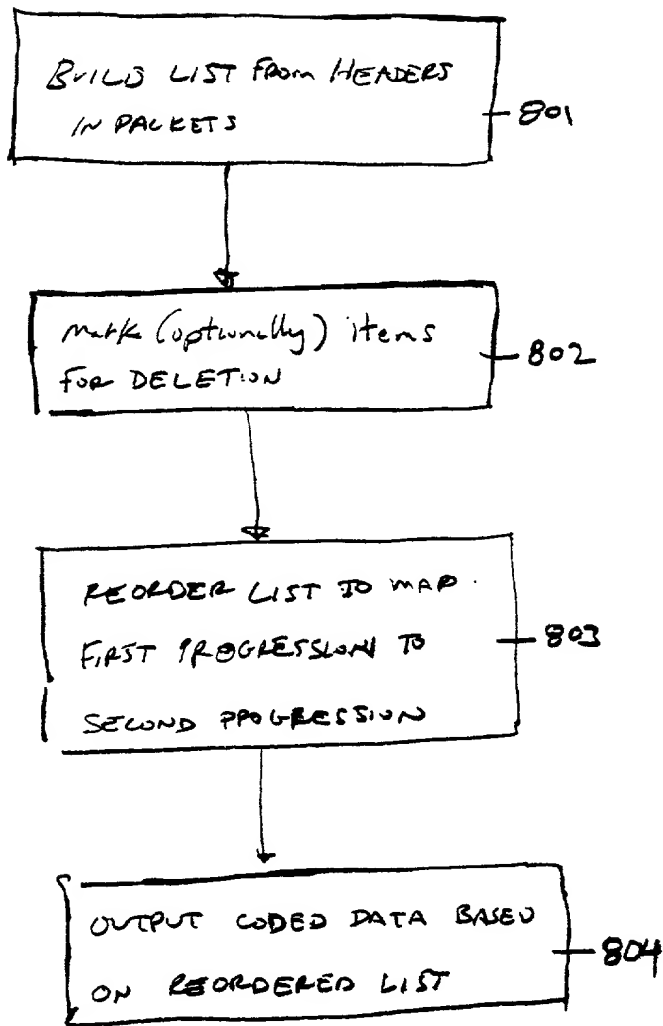 BUILD LIST FROM HEADERS
IN PACKETS
801
mark (optionally) items
FOR DELETION
802
REORDER LIST TO MAP
FIRST PROGRESSION TO
SECOND PROGRESSION
803
OUTPUT CODED DATA BASED
ON REORDERED LIST
804